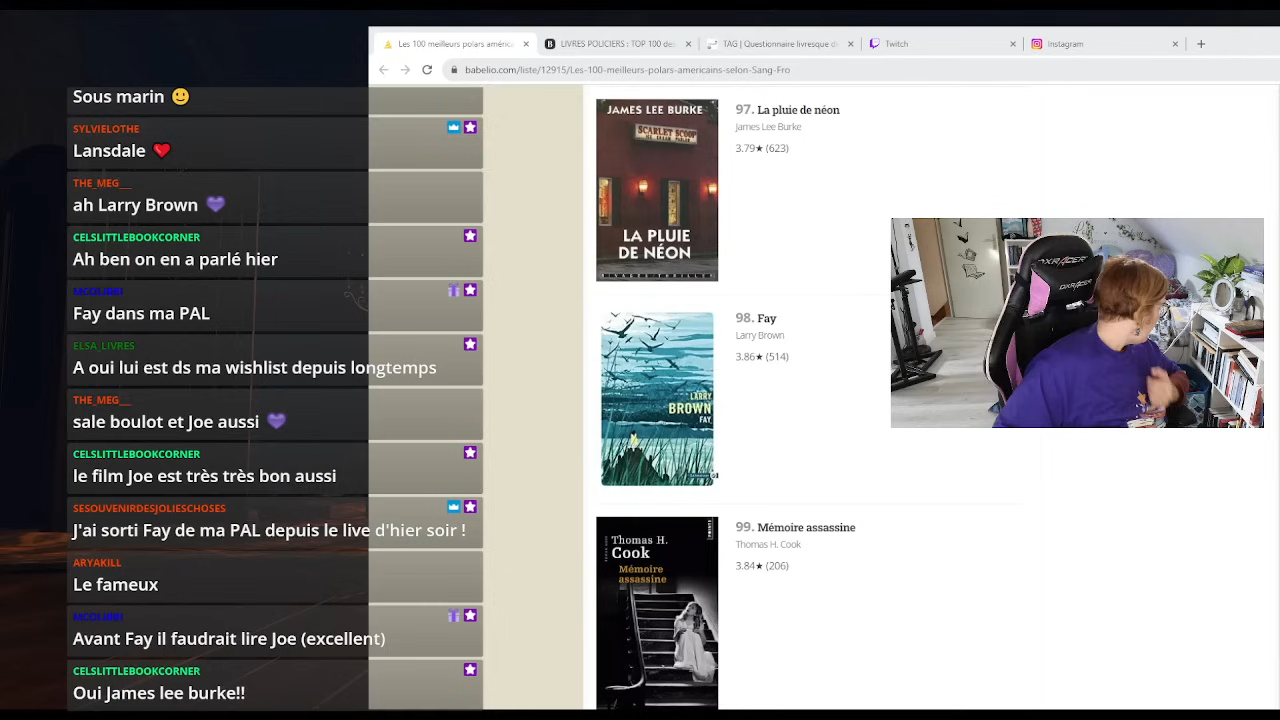 Les 100 meilleurs polars améric
LIVRES POLICIERS : TOP 100 des
TAG | Questionnaire livresque d
Twitch
Instagram
babelio.com/liste/12915/Les-100-meilleurs-polars-americains-selon-Sang-Fro
Sous marin 🙂
SYLVIELOTHE
Lansdale ❤️
THE_MEG__
ah Larry Brown 💜
CELSLITTLEBOOKCORNER
Ah ben on en a parlé hier
Fay dans ma PAL
ELSA_LIVRES
oui lui est ds ma wishlist depuis longtemps
THE_MEG__
sale boulot et Joe aussi 💜
CELSLITTLEBOOKCORNER
le film Joe est très très bon aussi
SESOUVENIRDESJOLIESCHOSES
J'ai sorti Fay de ma PAL depuis le live d'hier soir !
ARYAKILL
Le fameux
Avant Fay il faudrait lire Joe (excellent)
CELSLITTLEBOOKCORNER
Oui James lee burke!!
JAMES LEE BURKE
SCARLET SCOOP
LA PLUIE
DE NÉON
97. La pluie de néon
James Lee Burke
3.79★ (623)
LARRY
BROWN
FAY
98. Fay
Larry Brown
3.86★ (514)
POINTS
Thomas H.
Cook
Mémoire
assassine
99. Mémoire assassine
Thomas H. Cook
3.84★ (206)
DXRACER